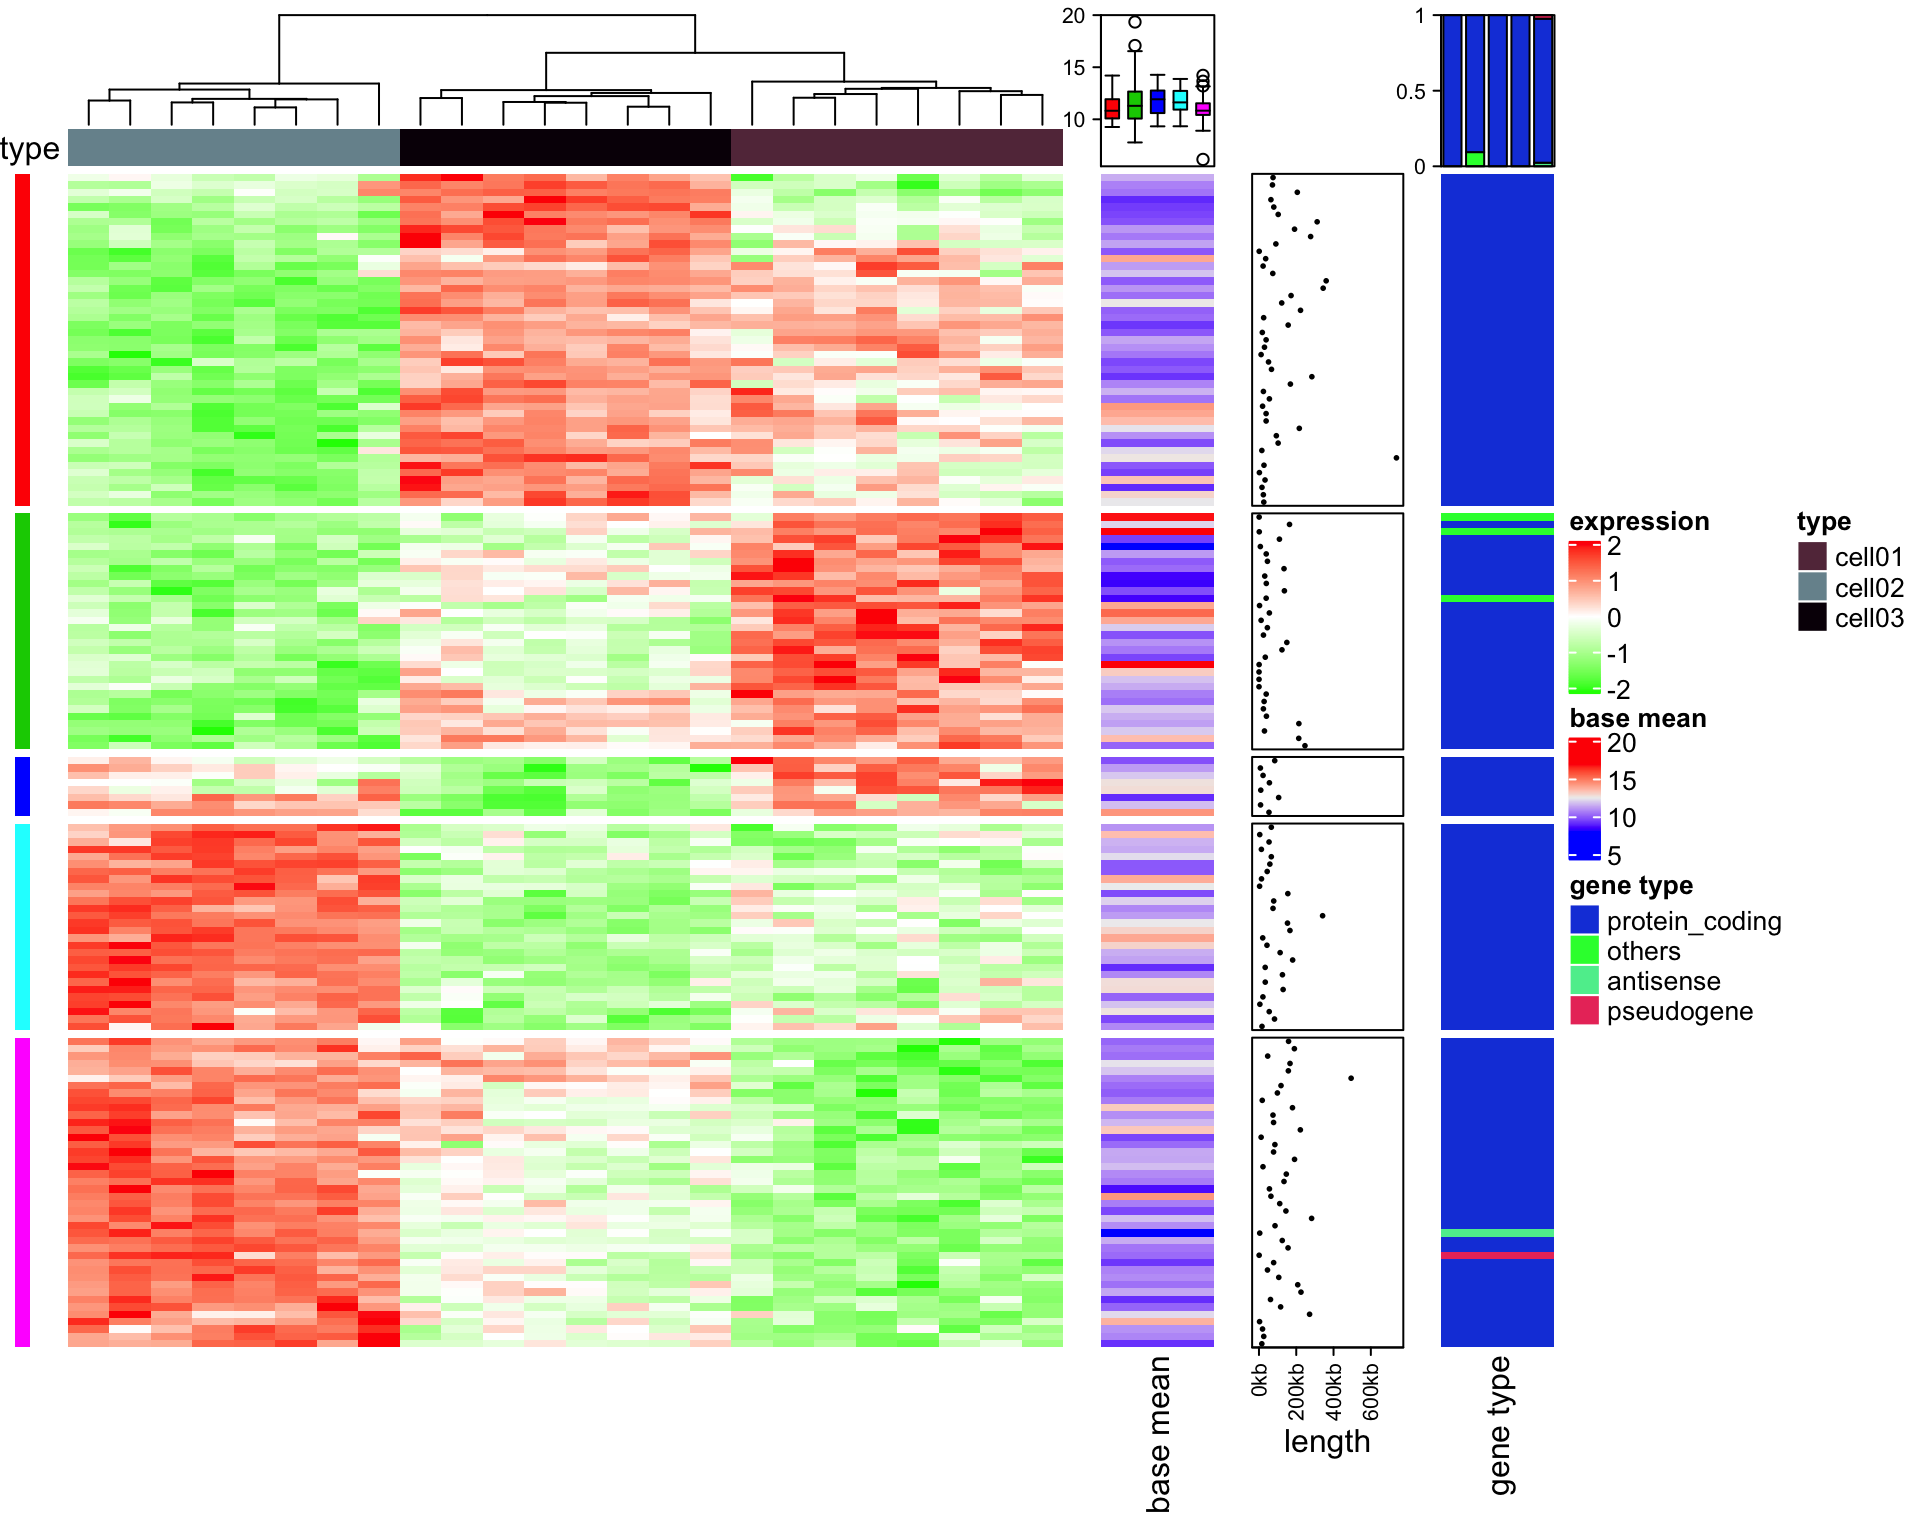 20
15
10
1
0.5
0
type
expression
2
1
0
-1
-2
base mean
20
15
10
5
gene type
protein_coding
others
antisense
pseudogene
type
cell01
cell02
cell03
0kb
200kb
400kb
600kb
base mean
length
gene type